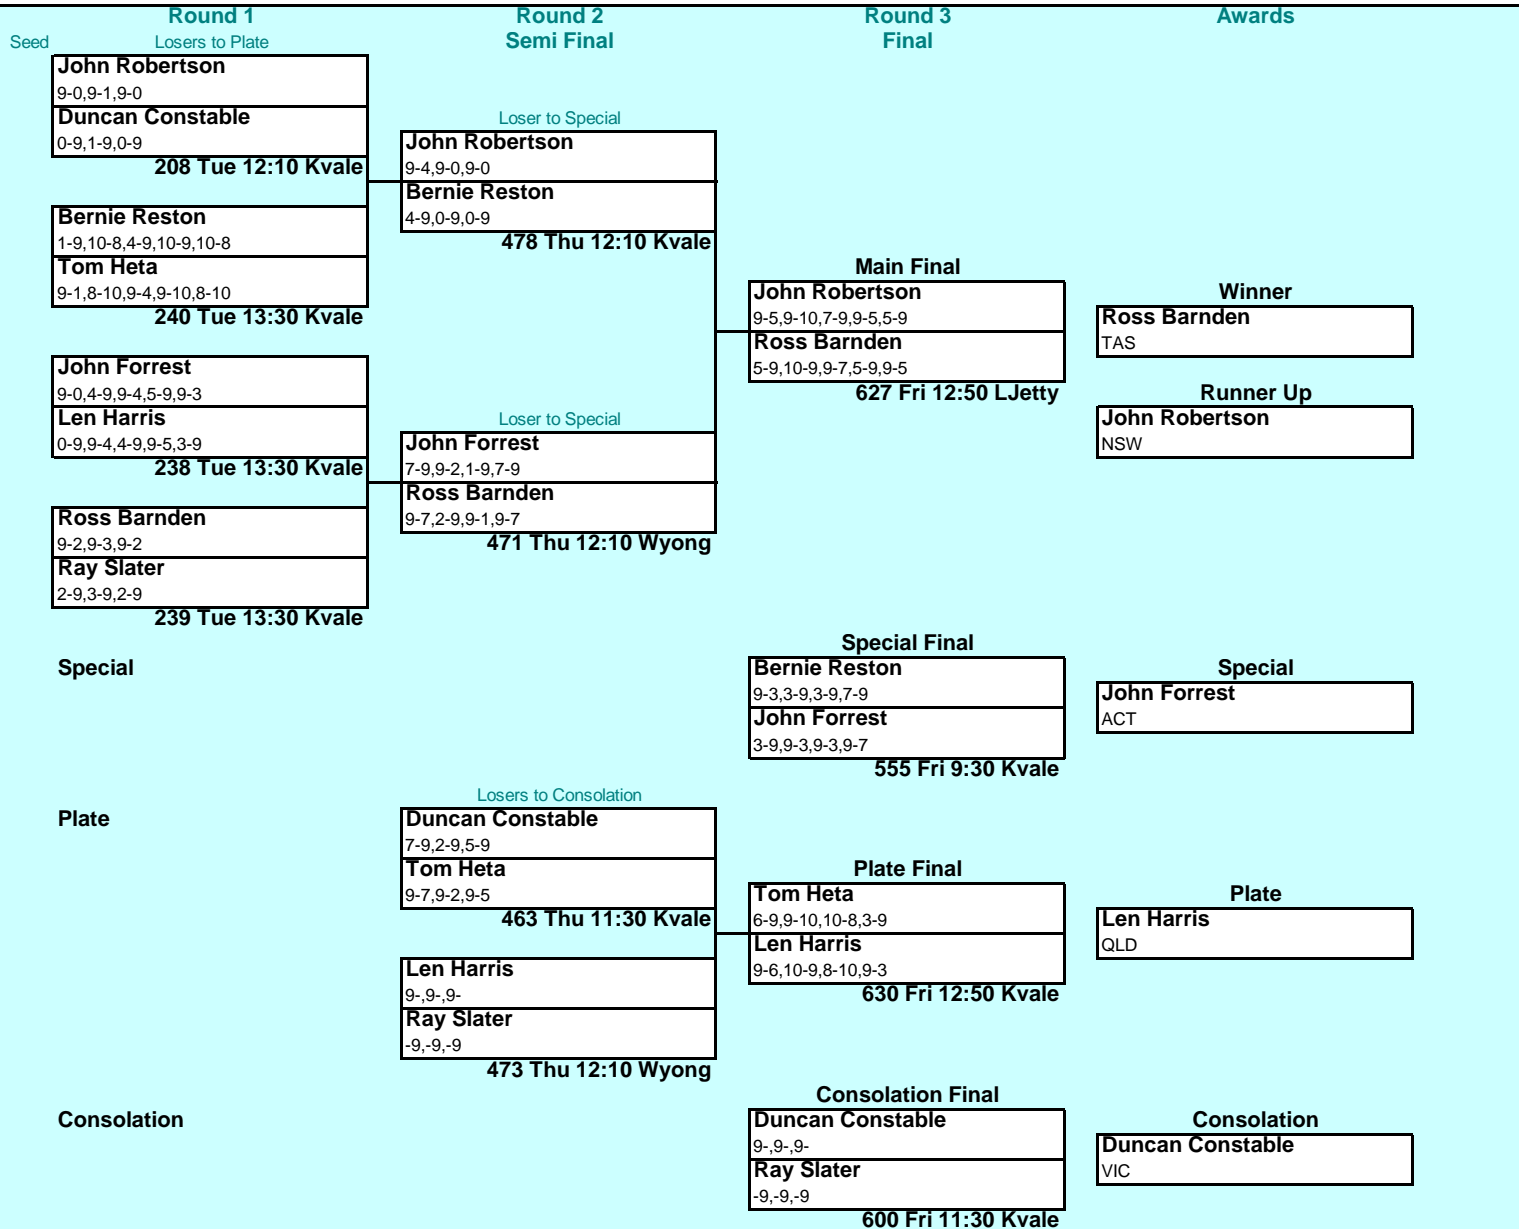 Round 1 Round 2 Round 3 Awards
Seed Losers to Plate Semi Final Final
John Robertson
9-0,9-1,9-0
Duncan Constable
0-9,1-9,0-9
208 Tue 12:10 Kvale
Bernie Reston
1-9,10-8,4-9,10-9,10-8
Tom Heta
9-1,8-10,9-4,9-10,8-10
240 Tue 13:30 Kvale
John Forrest
9-0,4-9,9-4,5-9,9-3
Len Harris
0-9,9-4,4-9,9-5,3-9
238 Tue 13:30 Kvale
Ross Barnden
9-2,9-3,9-2
Ray Slater
2-9,3-9,2-9
239 Tue 13:30 Kvale
Loser to Special
John Robertson
9-4,9-0,9-0
Bernie Reston
4-9,0-9,0-9
478 Thu 12:10 Kvale
Loser to Special
John Forrest
7-9,9-2,1-9,7-9
Ross Barnden
9-7,2-9,9-1,9-7
471 Thu 12:10 Wyong
Main Final
John Robertson
9-5,9-10,7-9,9-5,5-9
Ross Barnden
5-9,10-9,9-7,5-9,9-5
627 Fri 12:50 LJetty
Winner
Ross Barnden
TAS
Runner Up
John Robertson
NSW
Special
Special Final
Bernie Reston
9-3,3-9,3-9,7-9
John Forrest
3-9,9-3,9-3,9-7
555 Fri 9:30 Kvale
Special
John Forrest
ACT
Plate
Losers to Consolation
Duncan Constable
7-9,2-9,5-9
Tom Heta
9-7,9-2,9-5
463 Thu 11:30 Kvale
Len Harris
9-,9-,9-
Ray Slater
-9,-9,-9
473 Thu 12:10 Wyong
Plate Final
Tom Heta
6-9,9-10,10-8,3-9
Len Harris
9-6,10-9,8-10,9-3
630 Fri 12:50 Kvale
Plate
Len Harris
QLD
Consolation
Consolation Final
Duncan Constable
9-,9-,9-
Ray Slater
-9,-9,-9
600 Fri 11:30 Kvale
Consolation
Duncan Constable
VIC